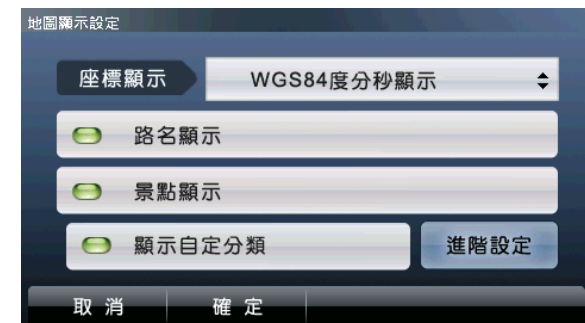 地圖顯示設定
座標顯示 WGS84度分秒顯示
路名顯示
景點顯示
顯示自定分類 進階設定
取消 確定